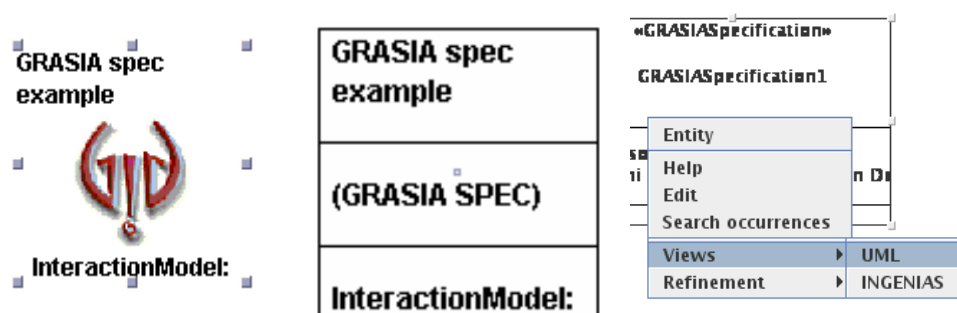 GRASIA spec
example
InteractionModel:
GRASIA spec
example
(GRASIA SPEC)
InteractionModel:
«GRASIASpecification»
GRASIASpecification1
Entity
Help
Edit
Search occurrences
Views
Refinement
UML
INGENIAS